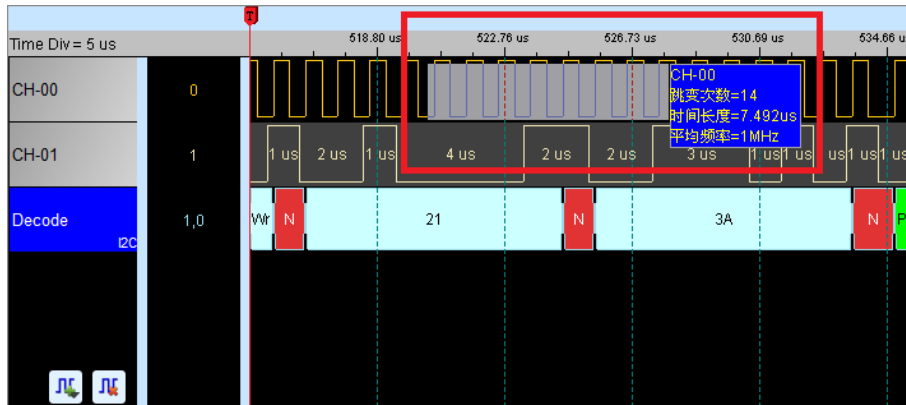 T
Time Div = 5 us
518.80 us 522.76 us 526.73 us 530.69 us 534.66 u
CH-00 0
CH-00
跳变次数=14
时间长度=7.492us
平均频率=1MHz
CH-01 1 1 us 2 us 1 us 4 us 2 us 2 us 3 us 1 us 1 us us 1 us 1 us
Decode 1,0 Wr N 21 N 3A N P
I2C